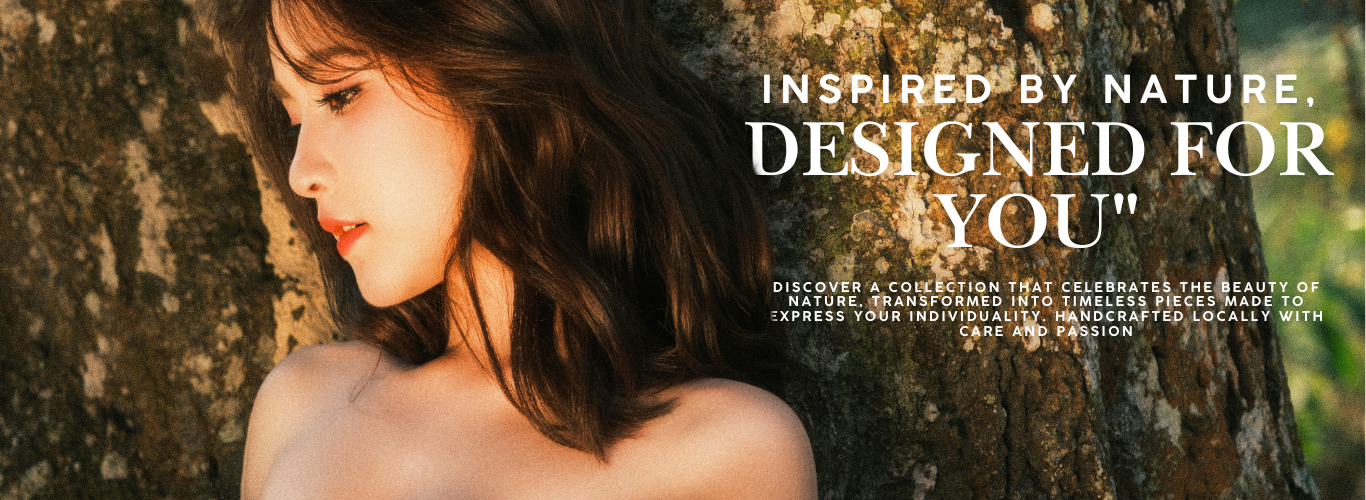 INSPIRED BY NATURE,
DESIGNED FOR
YOU"
DISCOVER A COLLECTION THAT CELEBRATES THE BEAUTY OF
NATURE, TRANSFORMED INTO TIMELESS PIECES MADE TO
EXPRESS YOUR INDIVIDUALITY. HANDCRAFTED LOCALLY WITH
CARE AND PASSION